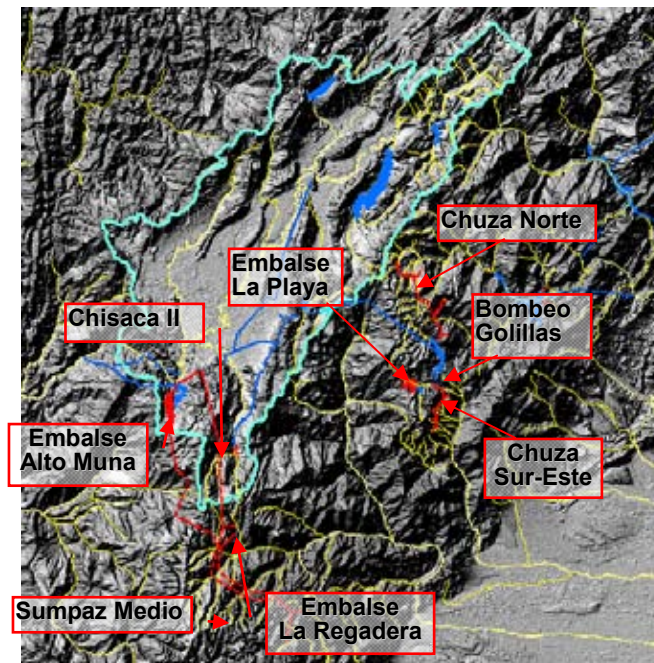 Chuza Norte
Embalse
La Playa
Chisaca II
Bombeo
Golillas
Embalse
Alto Muna
Chuza
Sur-Este
Sumpaz Medio
Embalse
La Regadera